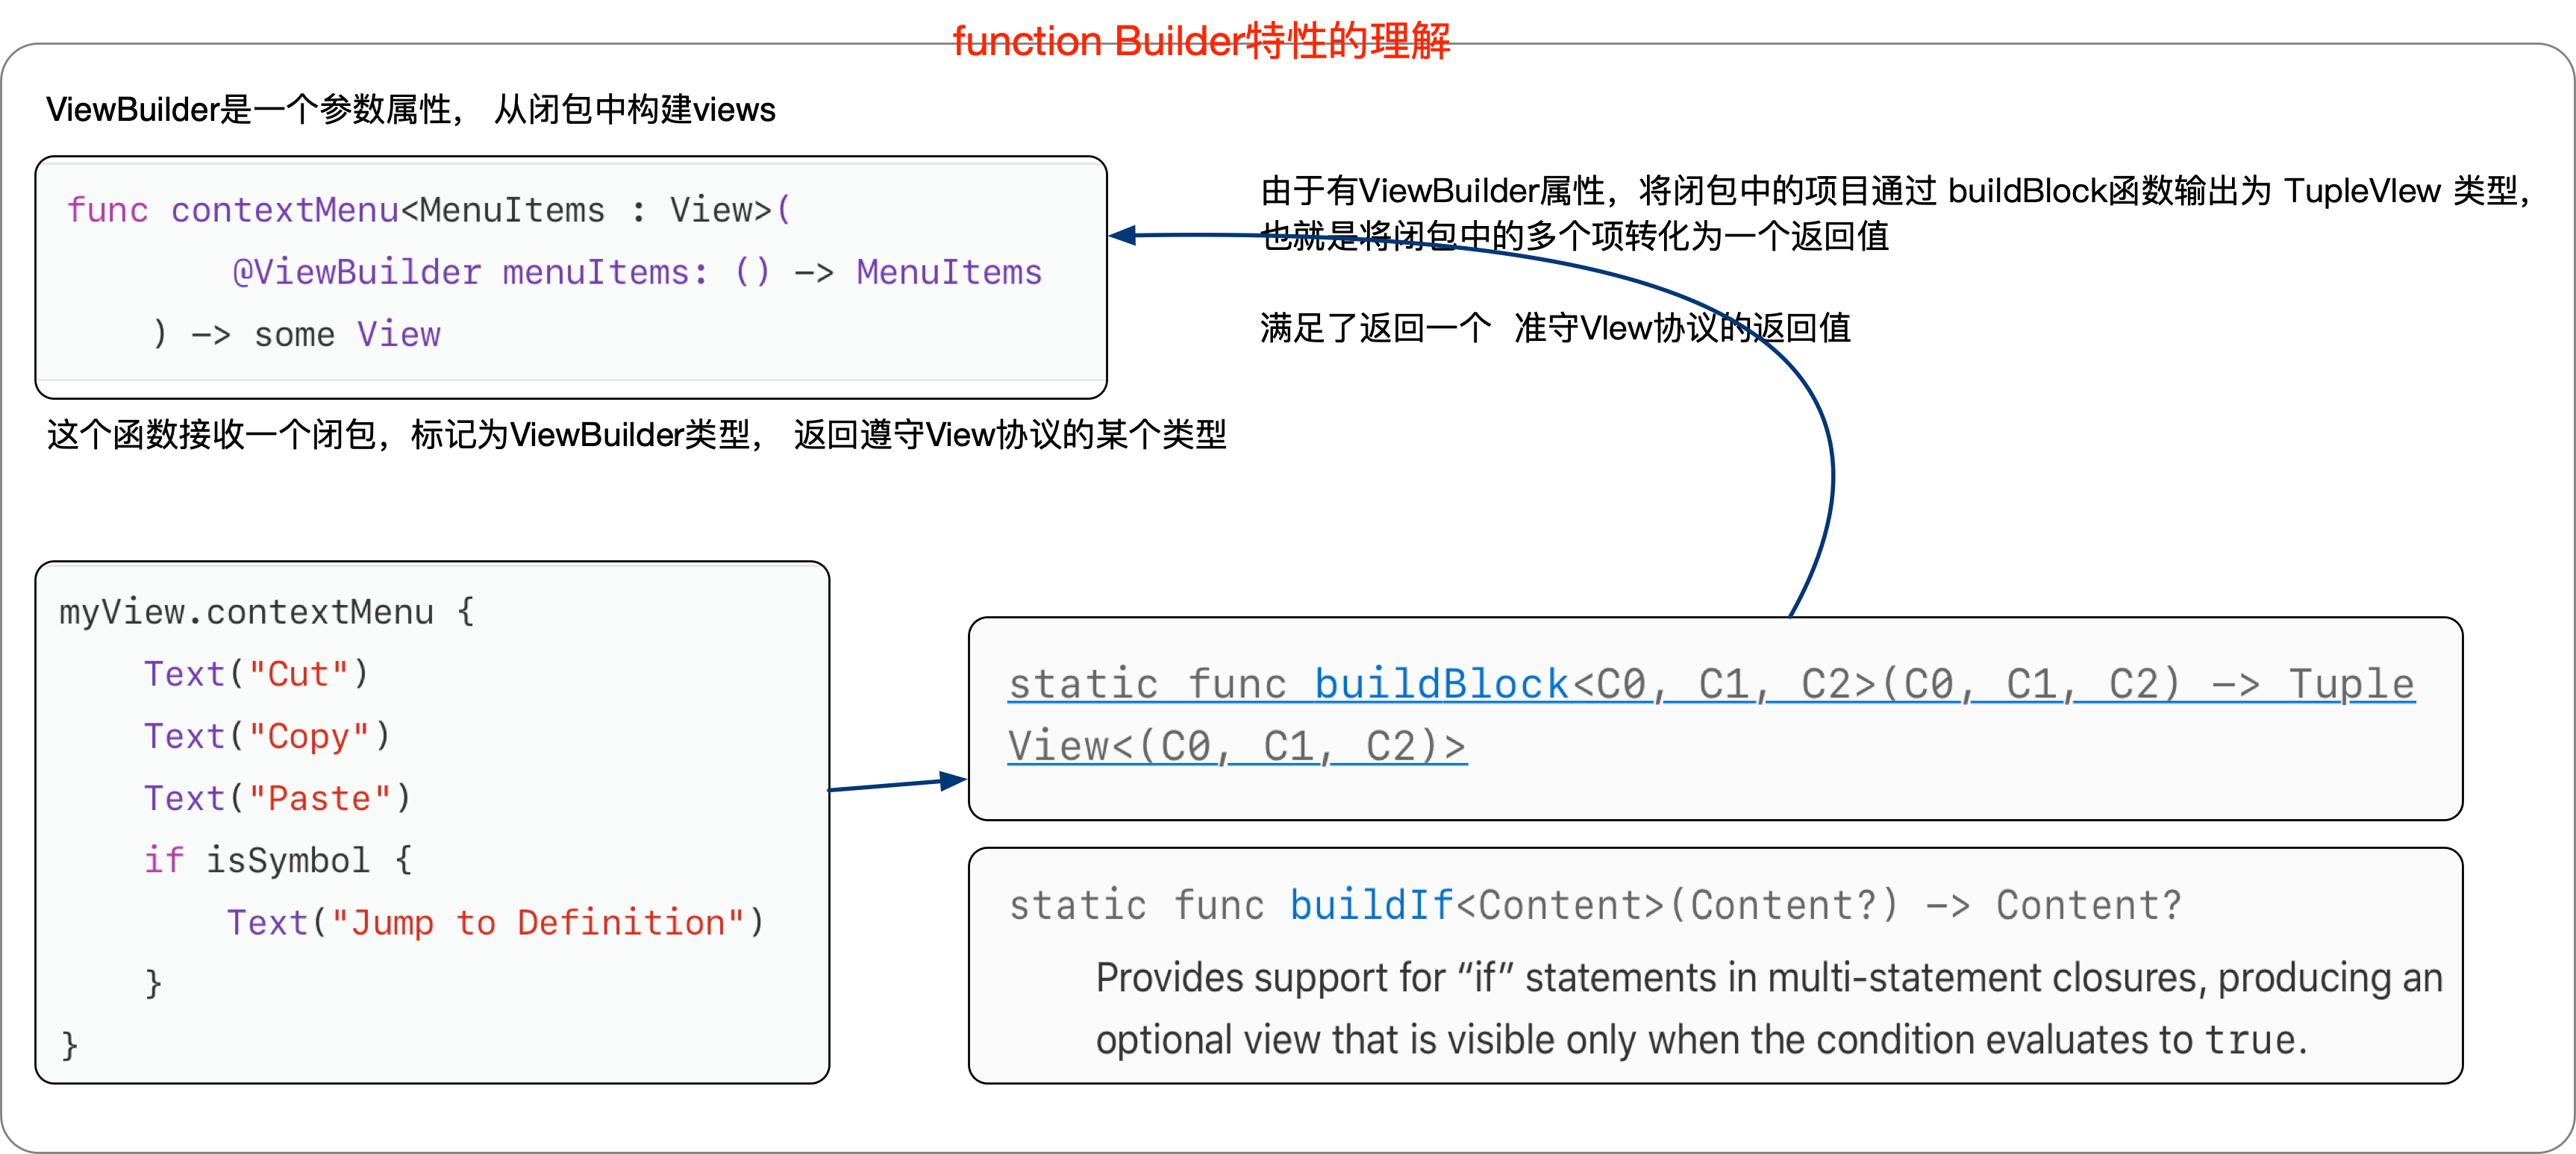 function Builder特性的理解
ViewBuilder是一个参数属性， 从闭包中构建views
func contextMenu<MenuItems : View>(
@ViewBuilder menuItems: () -> MenuItems
) -> some View
由于有ViewBuilder属性，将闭包中的项目通过 buildBlock函数输出为 TupleVIew 类型，
也就是将闭包中的多个项转化为一个返回值
满足了返回一个 准守VIew协议的返回值
这个函数接收一个闭包，标记为ViewBuilder类型， 返回遵守View协议的某个类型
myView.contextMenu {
Text("Cut")
Text("Copy")
Text("Paste")
if isSymbol {
Text("Jump to Definition")
}
}
static func buildBlock<C0, C1, C2>(C0, C1, C2) -> Tuple
View<(C0, C1, C2)>
static func buildIf<Content>(Content?) -> Content?
Provides support for “if” statements in multi-statement closures, producing an
optional view that is visible only when the condition evaluates to true.